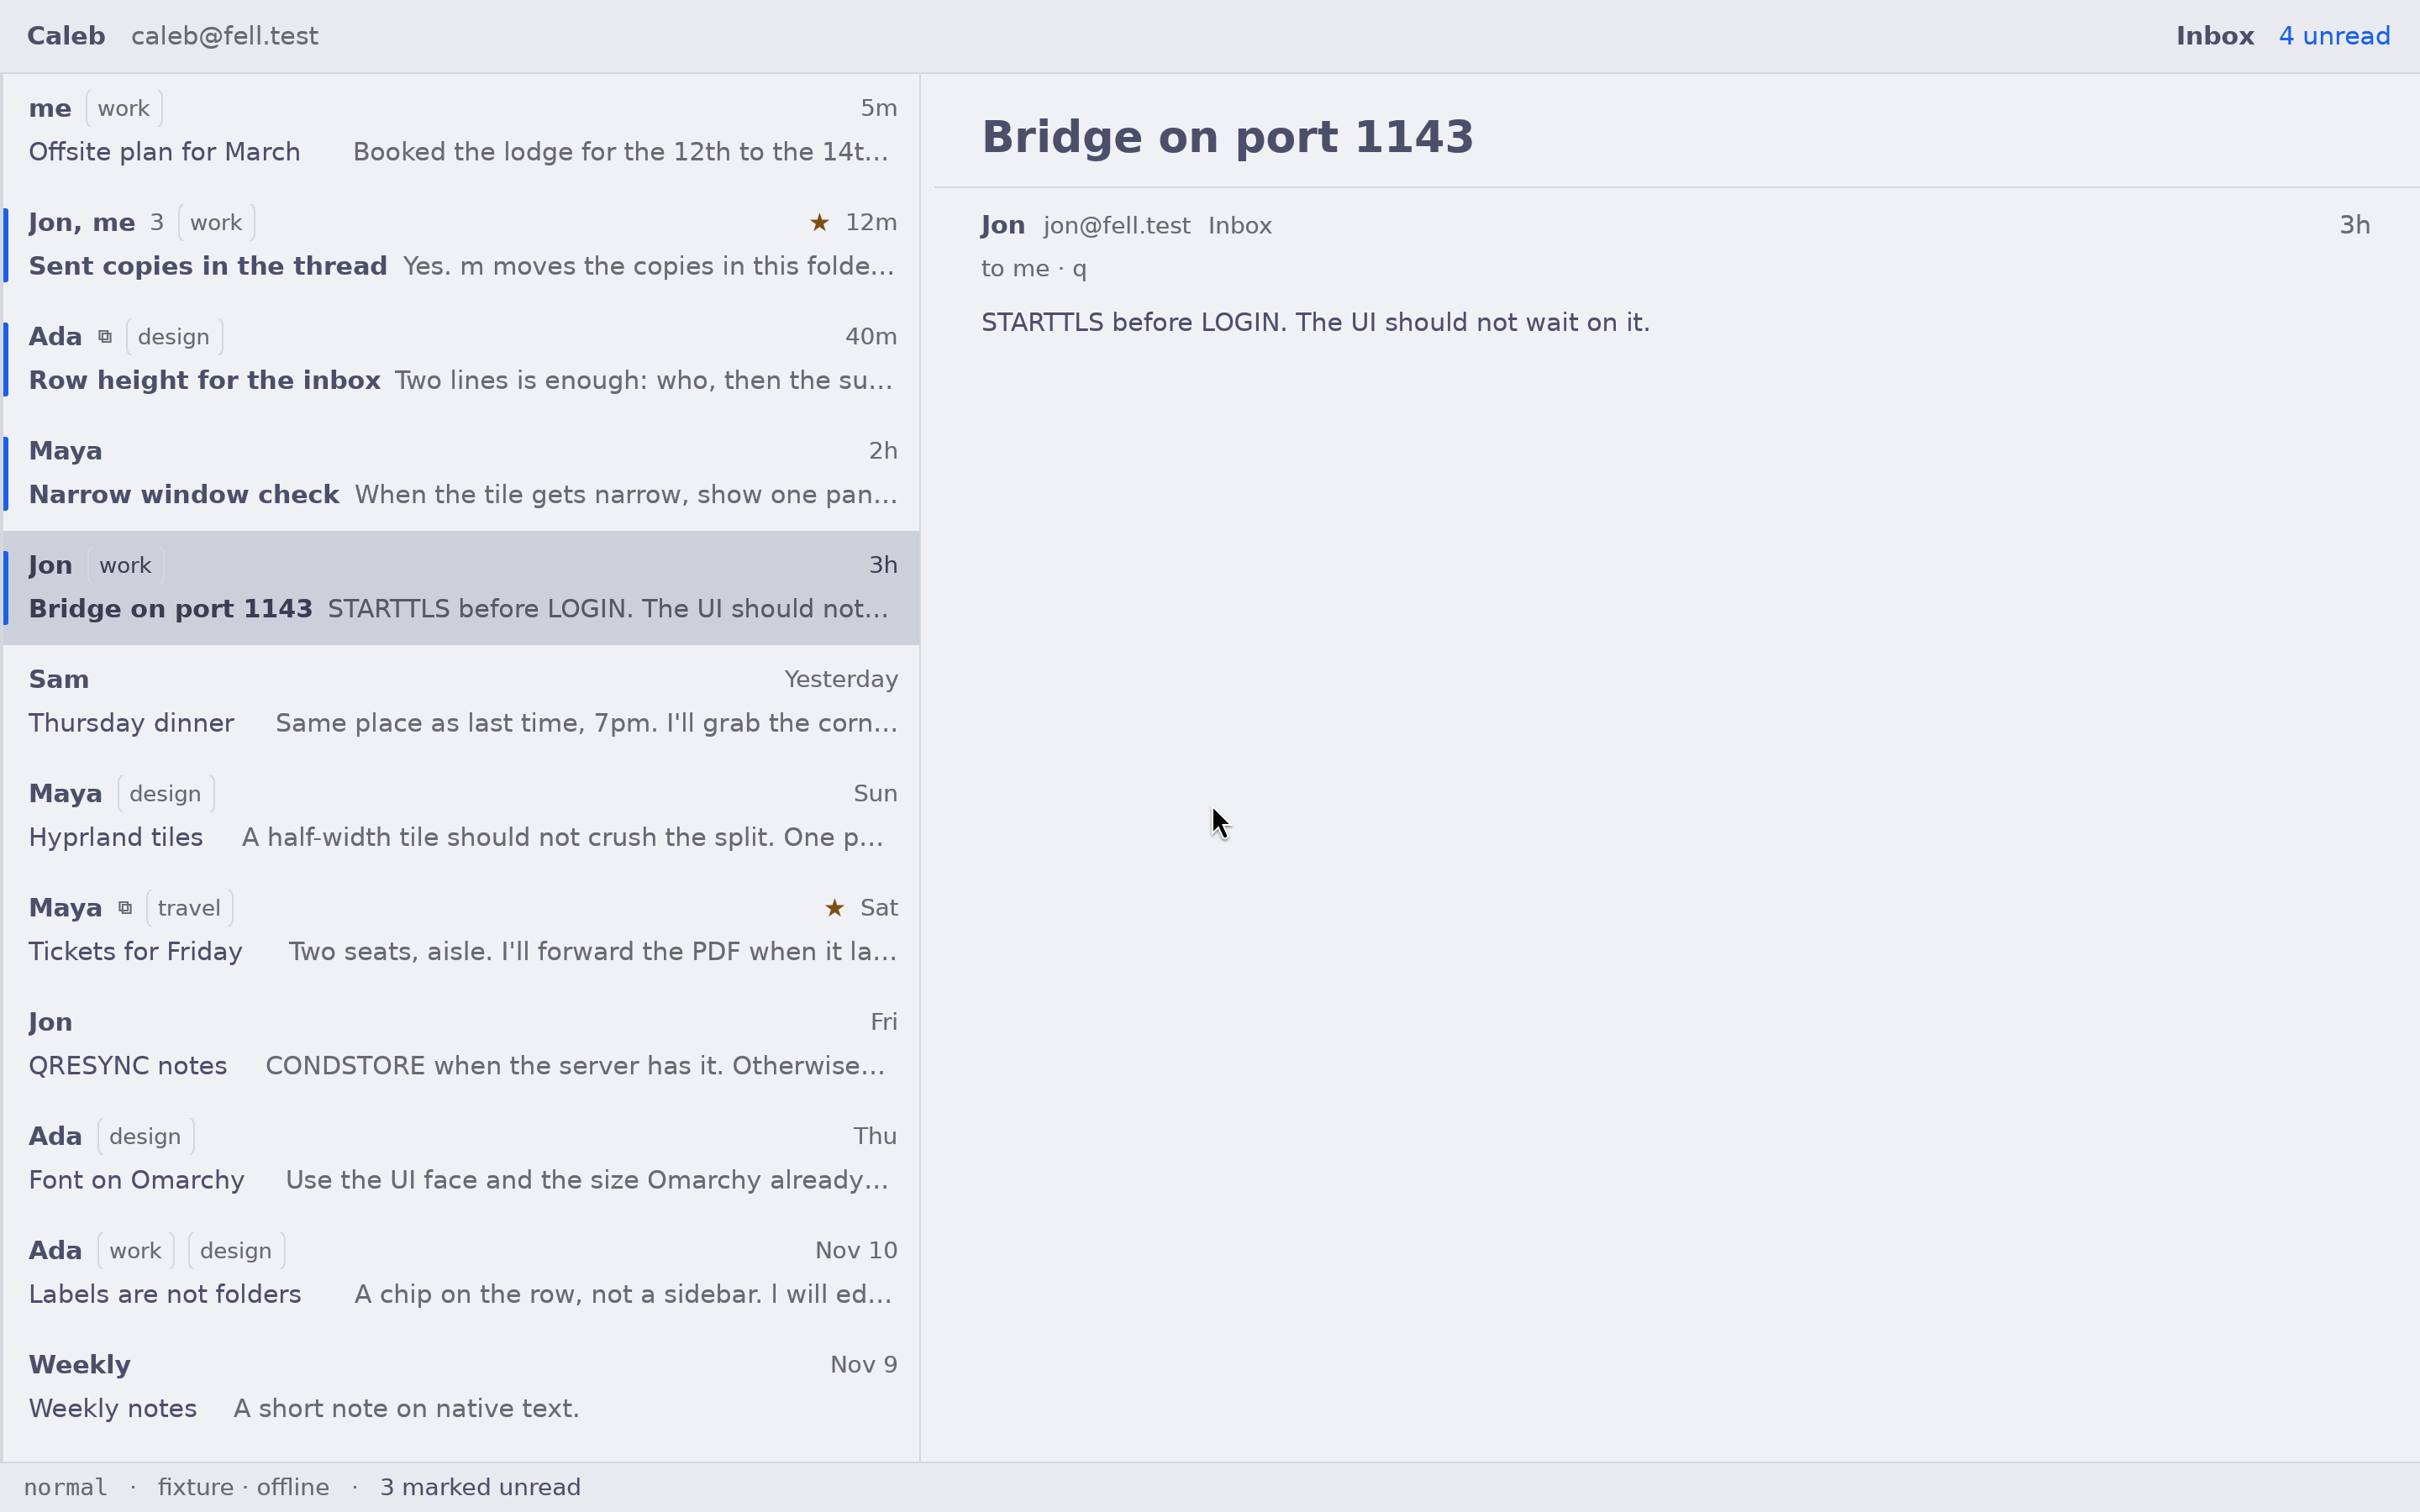 Caleb caleb@fell.test Inbox 4 unread
me work 5m
Offsite plan for March Booked the lodge for the 12th to the 14t…
Jon, me 3 work ★ 12m
Sent copies in the thread Yes. m moves the copies in this folde…
Ada ⧉ design 40m
Row height for the inbox Two lines is enough: who, then the su…
Maya 2h
Narrow window check When the tile gets narrow, show one pan…
Jon work 3h
Bridge on port 1143 STARTTLS before LOGIN. The UI should not…
Sam Yesterday
Thursday dinner Same place as last time, 7pm. I'll grab the corn…
Maya design Sun
Hyprland tiles A half-width tile should not crush the split. One p…
Maya ⧉ travel ★ Sat
Tickets for Friday Two seats, aisle. I'll forward the PDF when it la…
Jon Fri
QRESYNC notes CONDSTORE when the server has it. Otherwise…
Ada design Thu
Font on Omarchy Use the UI face and the size Omarchy already…
Ada work design Nov 10
Labels are not folders A chip on the row, not a sidebar. l will ed…
Weekly Nov 9
Weekly notes A short note on native text.
Bridge on port 1143
Jon jon@fell.test Inbox 3h
to me · q
STARTTLS before LOGIN. The UI should not wait on it.
normal · fixture · offline · 3 marked unread